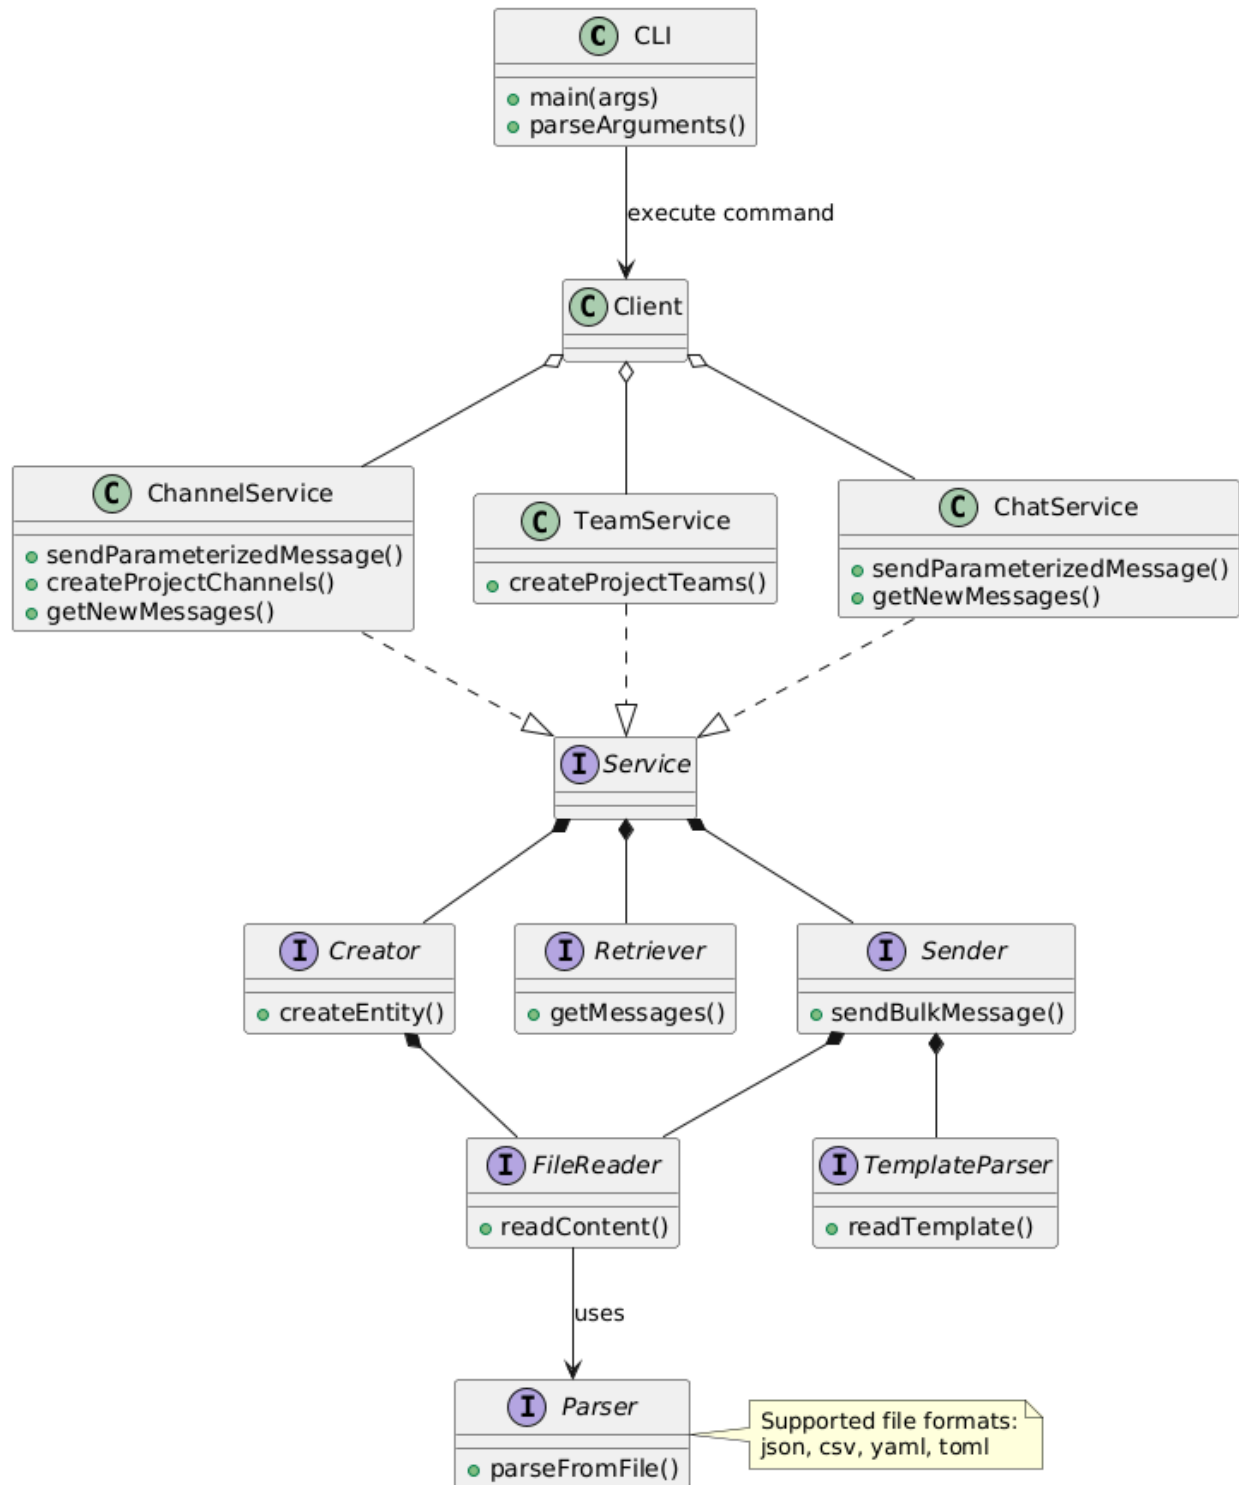 C CLI
main(args)
parseArguments()
execute command
C Client
C ChannelService
sendParameterizedMessage()
createProjectChannels()
getNewMessages()
C TeamService
createProjectTeams()
C ChatService
sendParameterizedMessage()
getNewMessages()
I Service
I Creator
createEntity()
I Retriever
getMessages()
I Sender
sendBulkMessage()
I FileReader
readContent()
I TemplateParser
readTemplate()
uses
I Parser
parseFromFile()
Supported file formats:
json, csv, yaml, toml